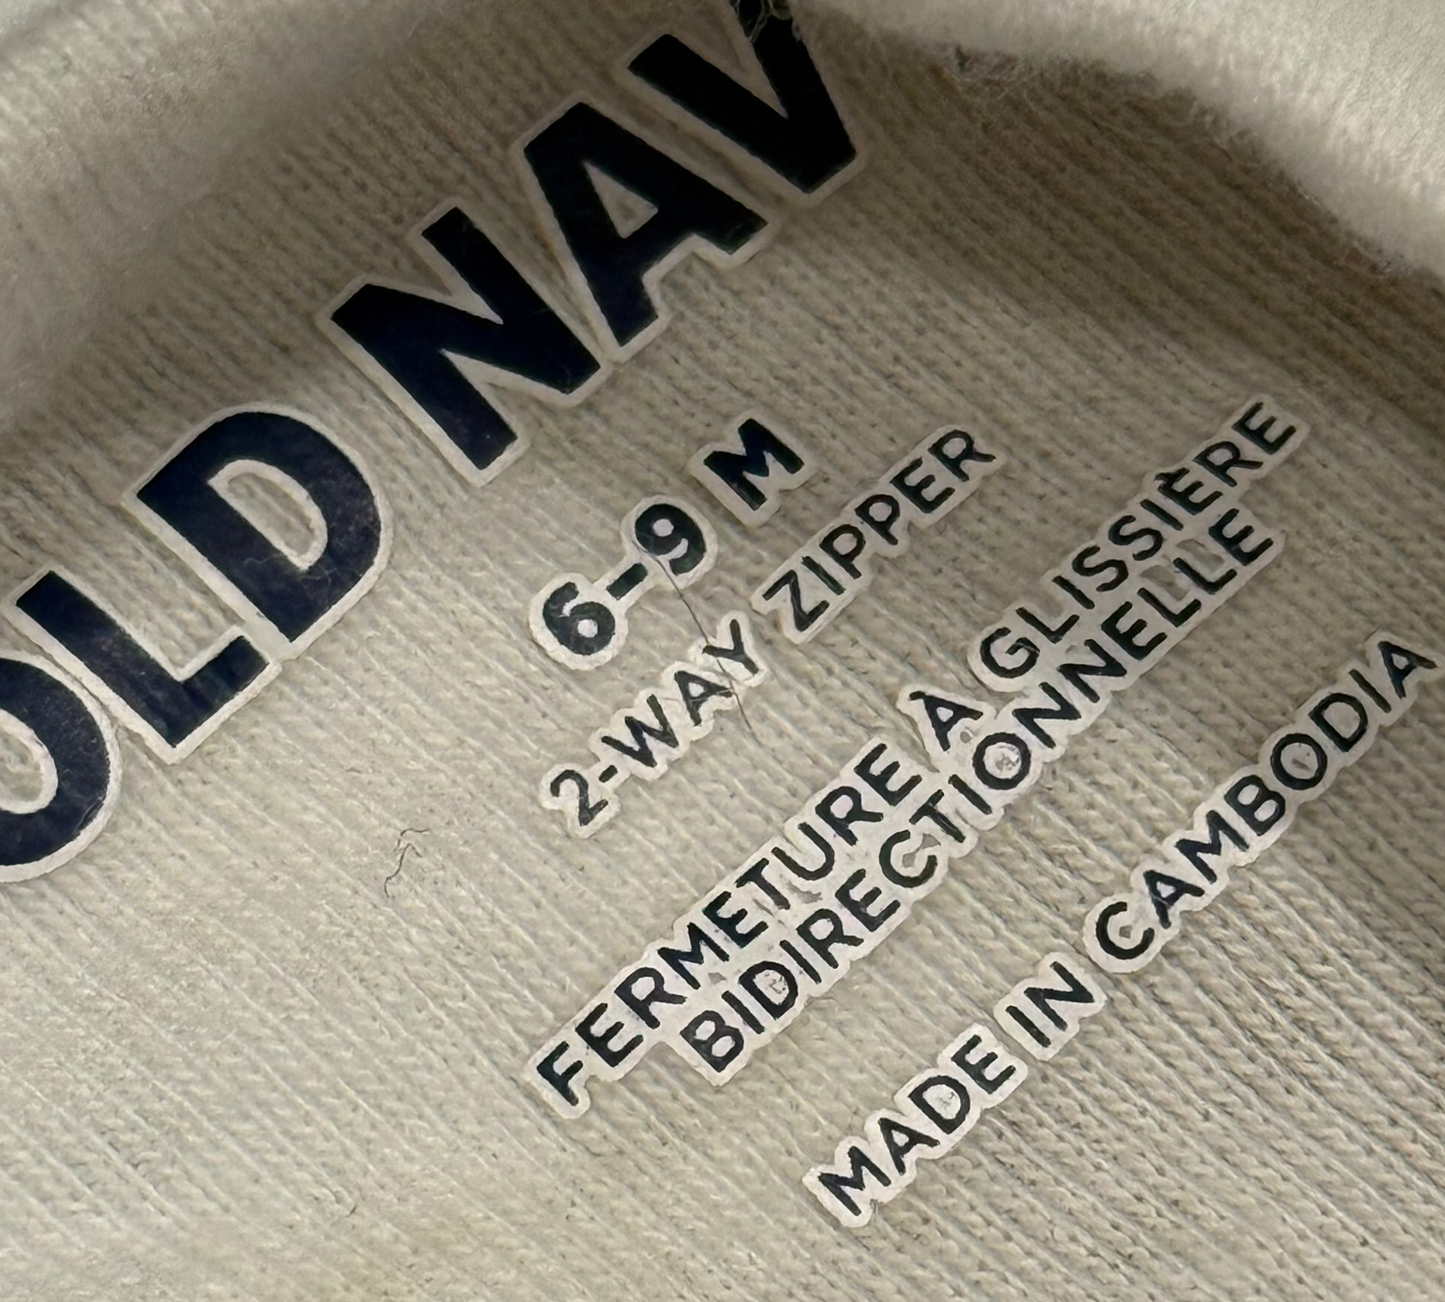 OLD NAV
6-9 M
2-WAY ZIPPER
FERMETURE À GLISSIÈRE
BIDIRECTIONNELLE
MADE IN CAMBODIA